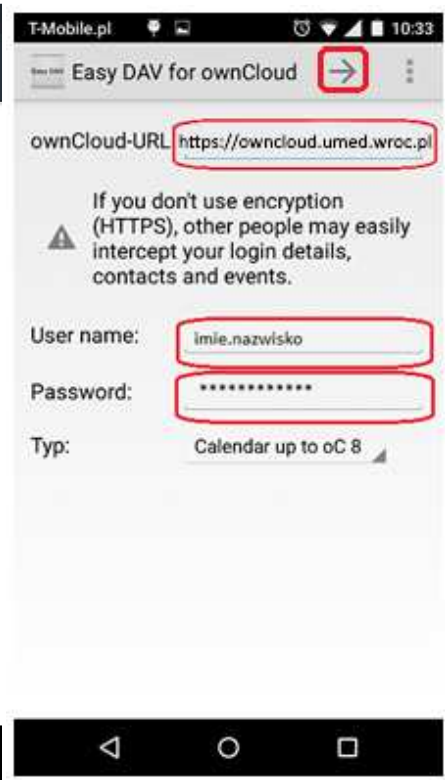 T-Mobile.pl 10:33
Easy DAV for ownCloud
ownCloud-URL https://owncloud.umed.wroc.pl
If you don't use encryption
(HTTPS), other people may easily
intercept your login details,
contacts and events.
User name: imie.nazwisko
Password: ************
Typ: Calendar up to oC 8